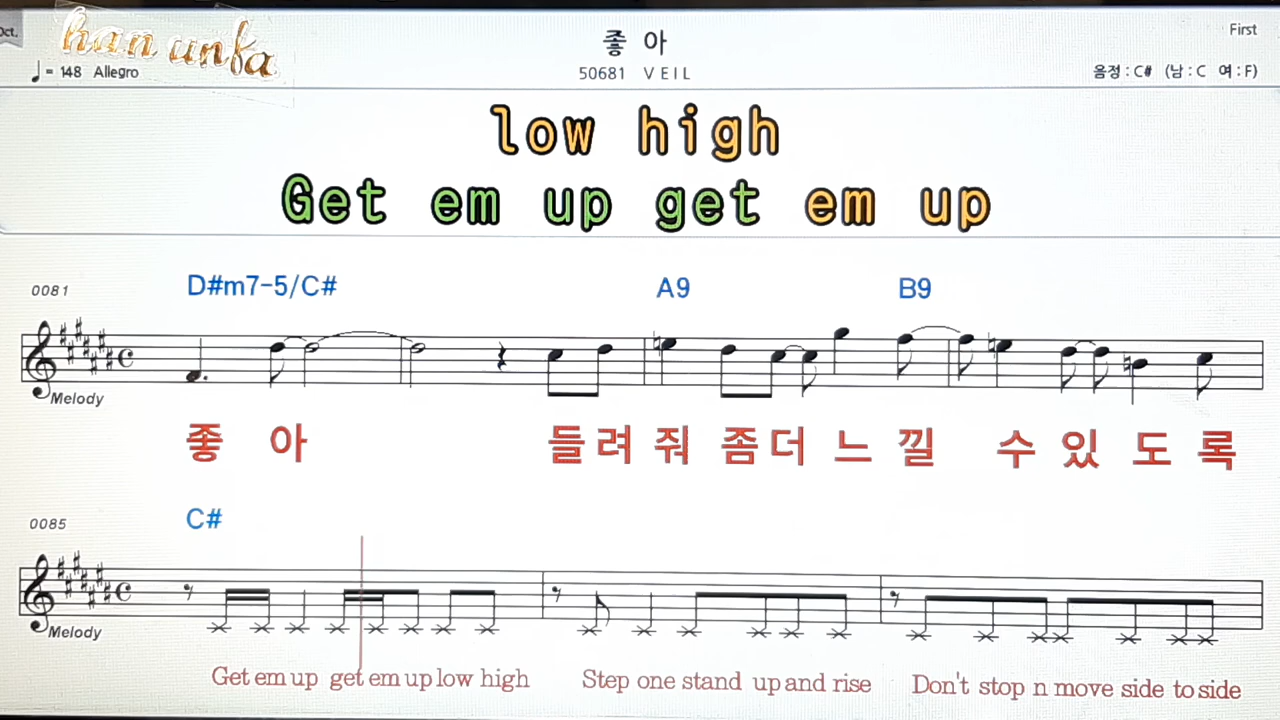 Oct.
han unfa
좋 아
First
♩= 148 Allegro
50681 VEIL
음정 : C# (남 : C 여 : F)
low high
Get em up get em up
0081
D#m7-5/C# A9 B9
Melody
좋 아 들 려 줘 좀 더 느 낄 수 있 도 록
0085
C#
Melody
Get em up get em up low high Step one stand up and rise Don't stop n move side to side